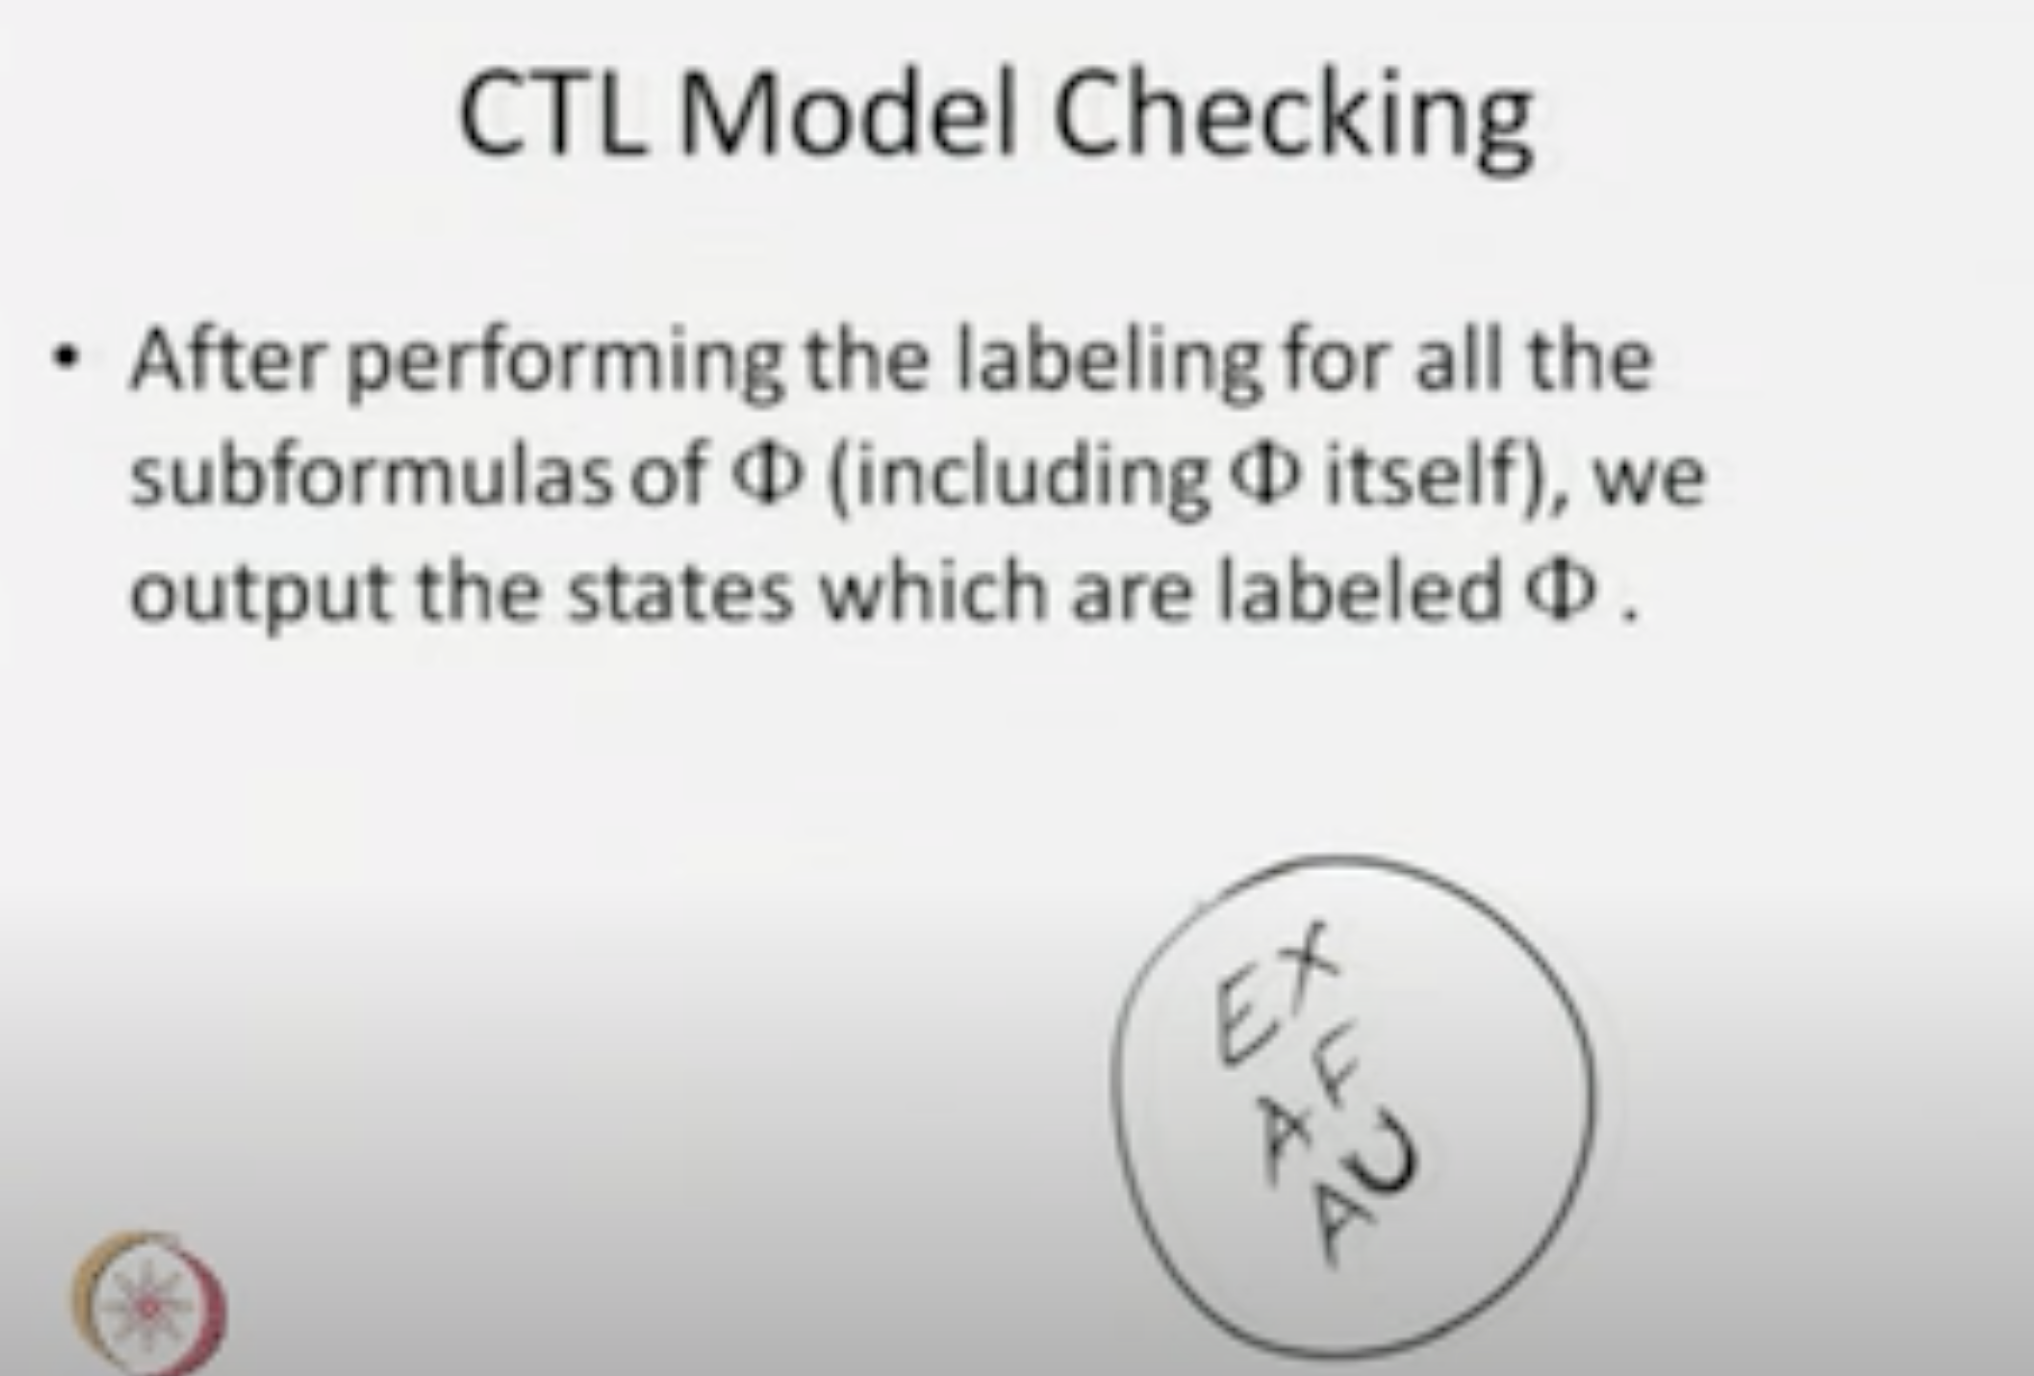 CTL Model Checking
• After performing the labeling for all the
subformulas of Φ (including Φ itself), we
output the states which are labeled Φ .
EX
AF
AU